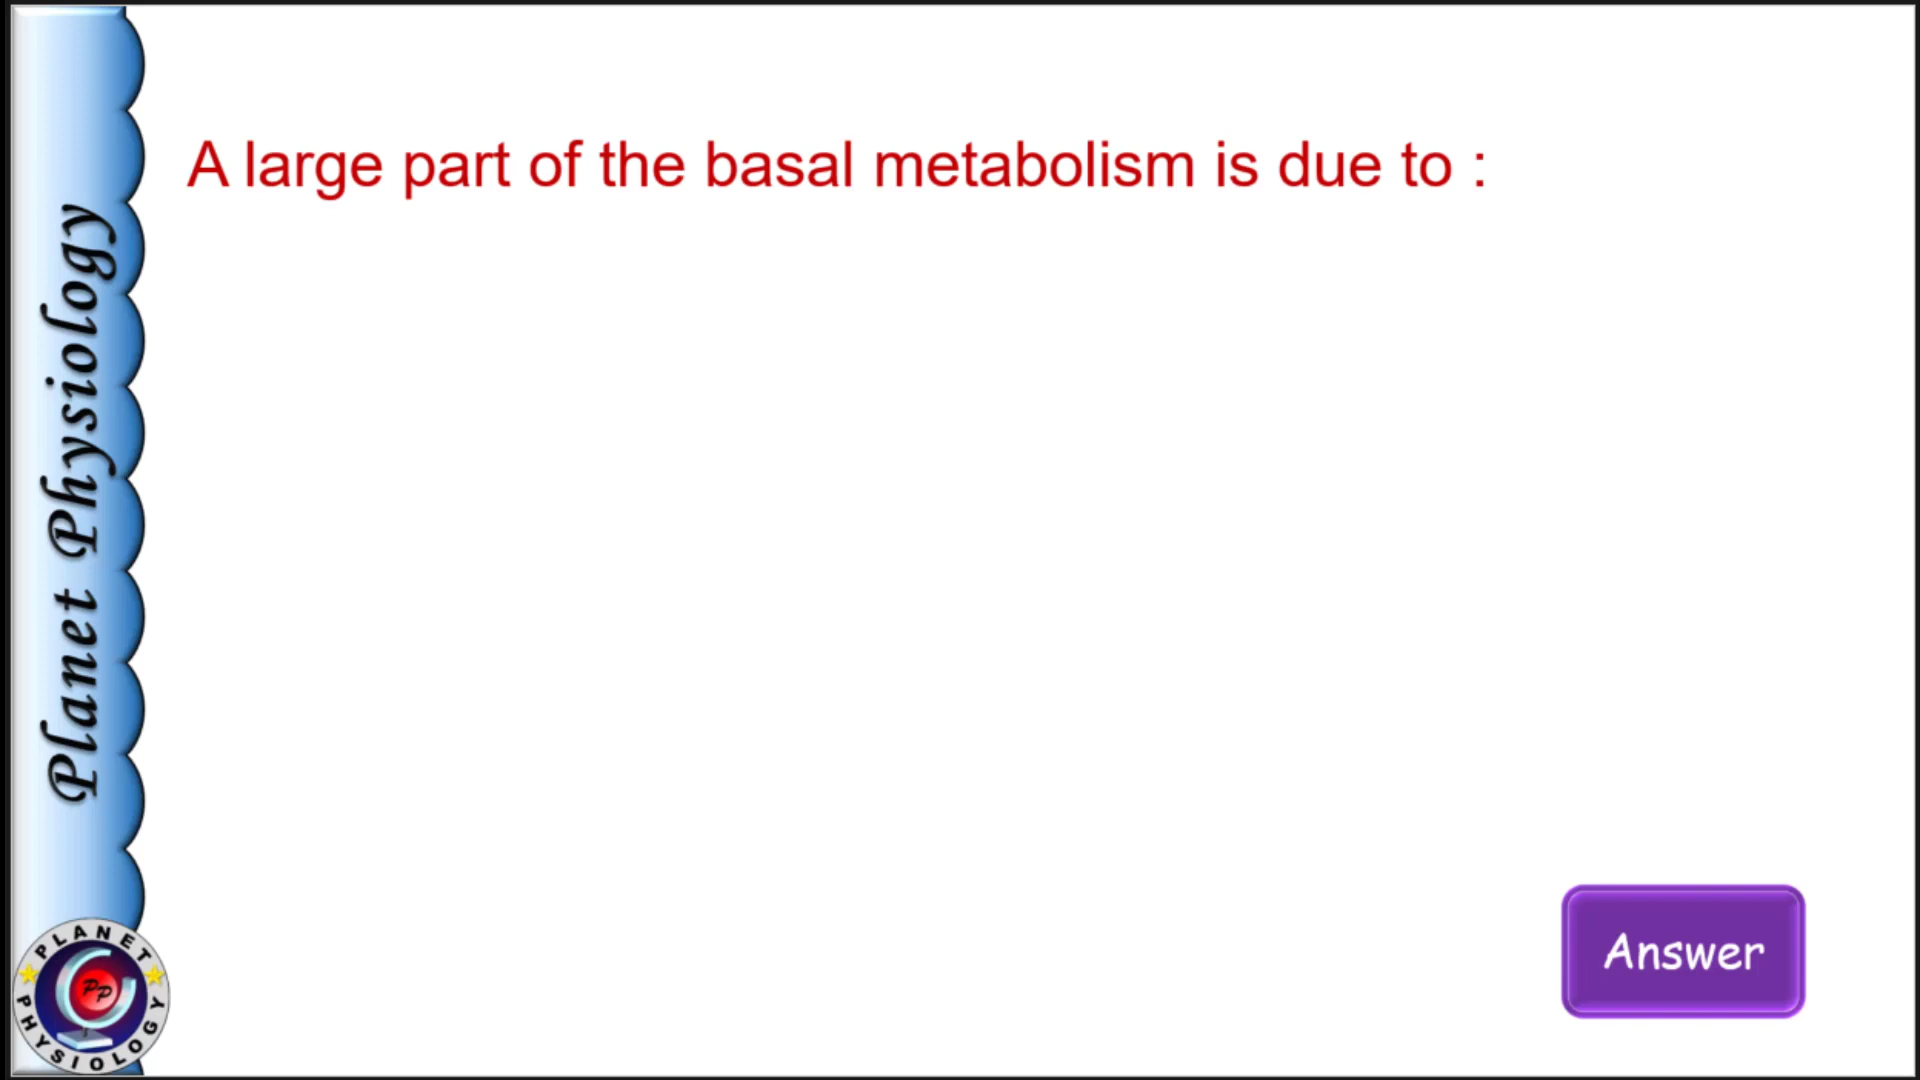 A large part of the basal metabolism is due to :
Planet Physiology
Answer
PLANET
PHYSIOLOGY
PP